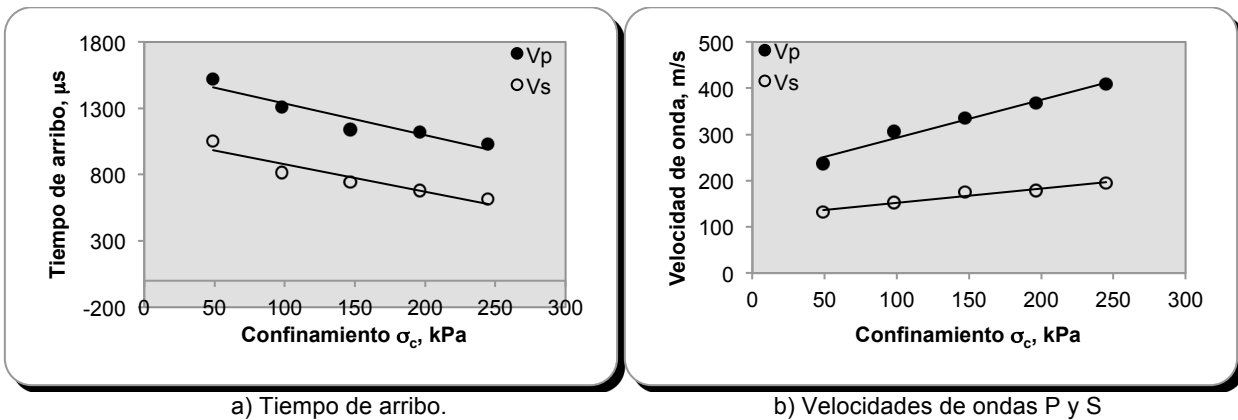 1800
1300
800
300
-200
Tiempo de arribo, μs
Vp
Vs
0 50 100 150 200 250 300
Confinamiento σc, kPa
a) Tiempo de arribo.
500
400
300
200
100
0
Velocidad de onda, m/s
Vp
Vs
0 50 100 150 200 250 300
Confinamiento σc, kPa
b) Velocidades de ondas P y S